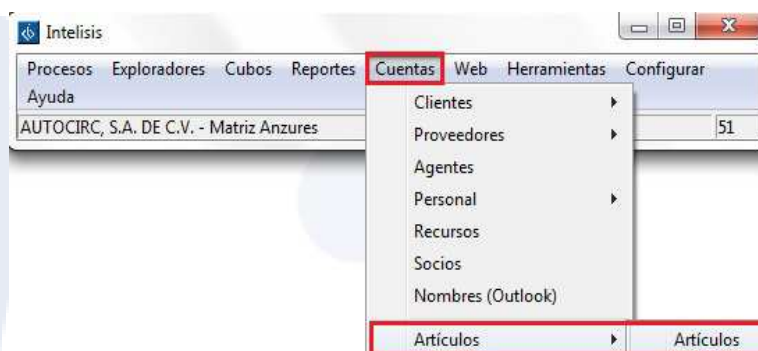 Intelisis
Procesos Exploradores Cubos Reportes Cuentas Web Herramientas Configurar
Ayuda
AUTOCIRC, S.A. DE C.V. - Matriz Anzures 51
Clientes
Proveedores
Agentes
Personal
Recursos
Socios
Nombres (Outlook)
Artículos Artículos